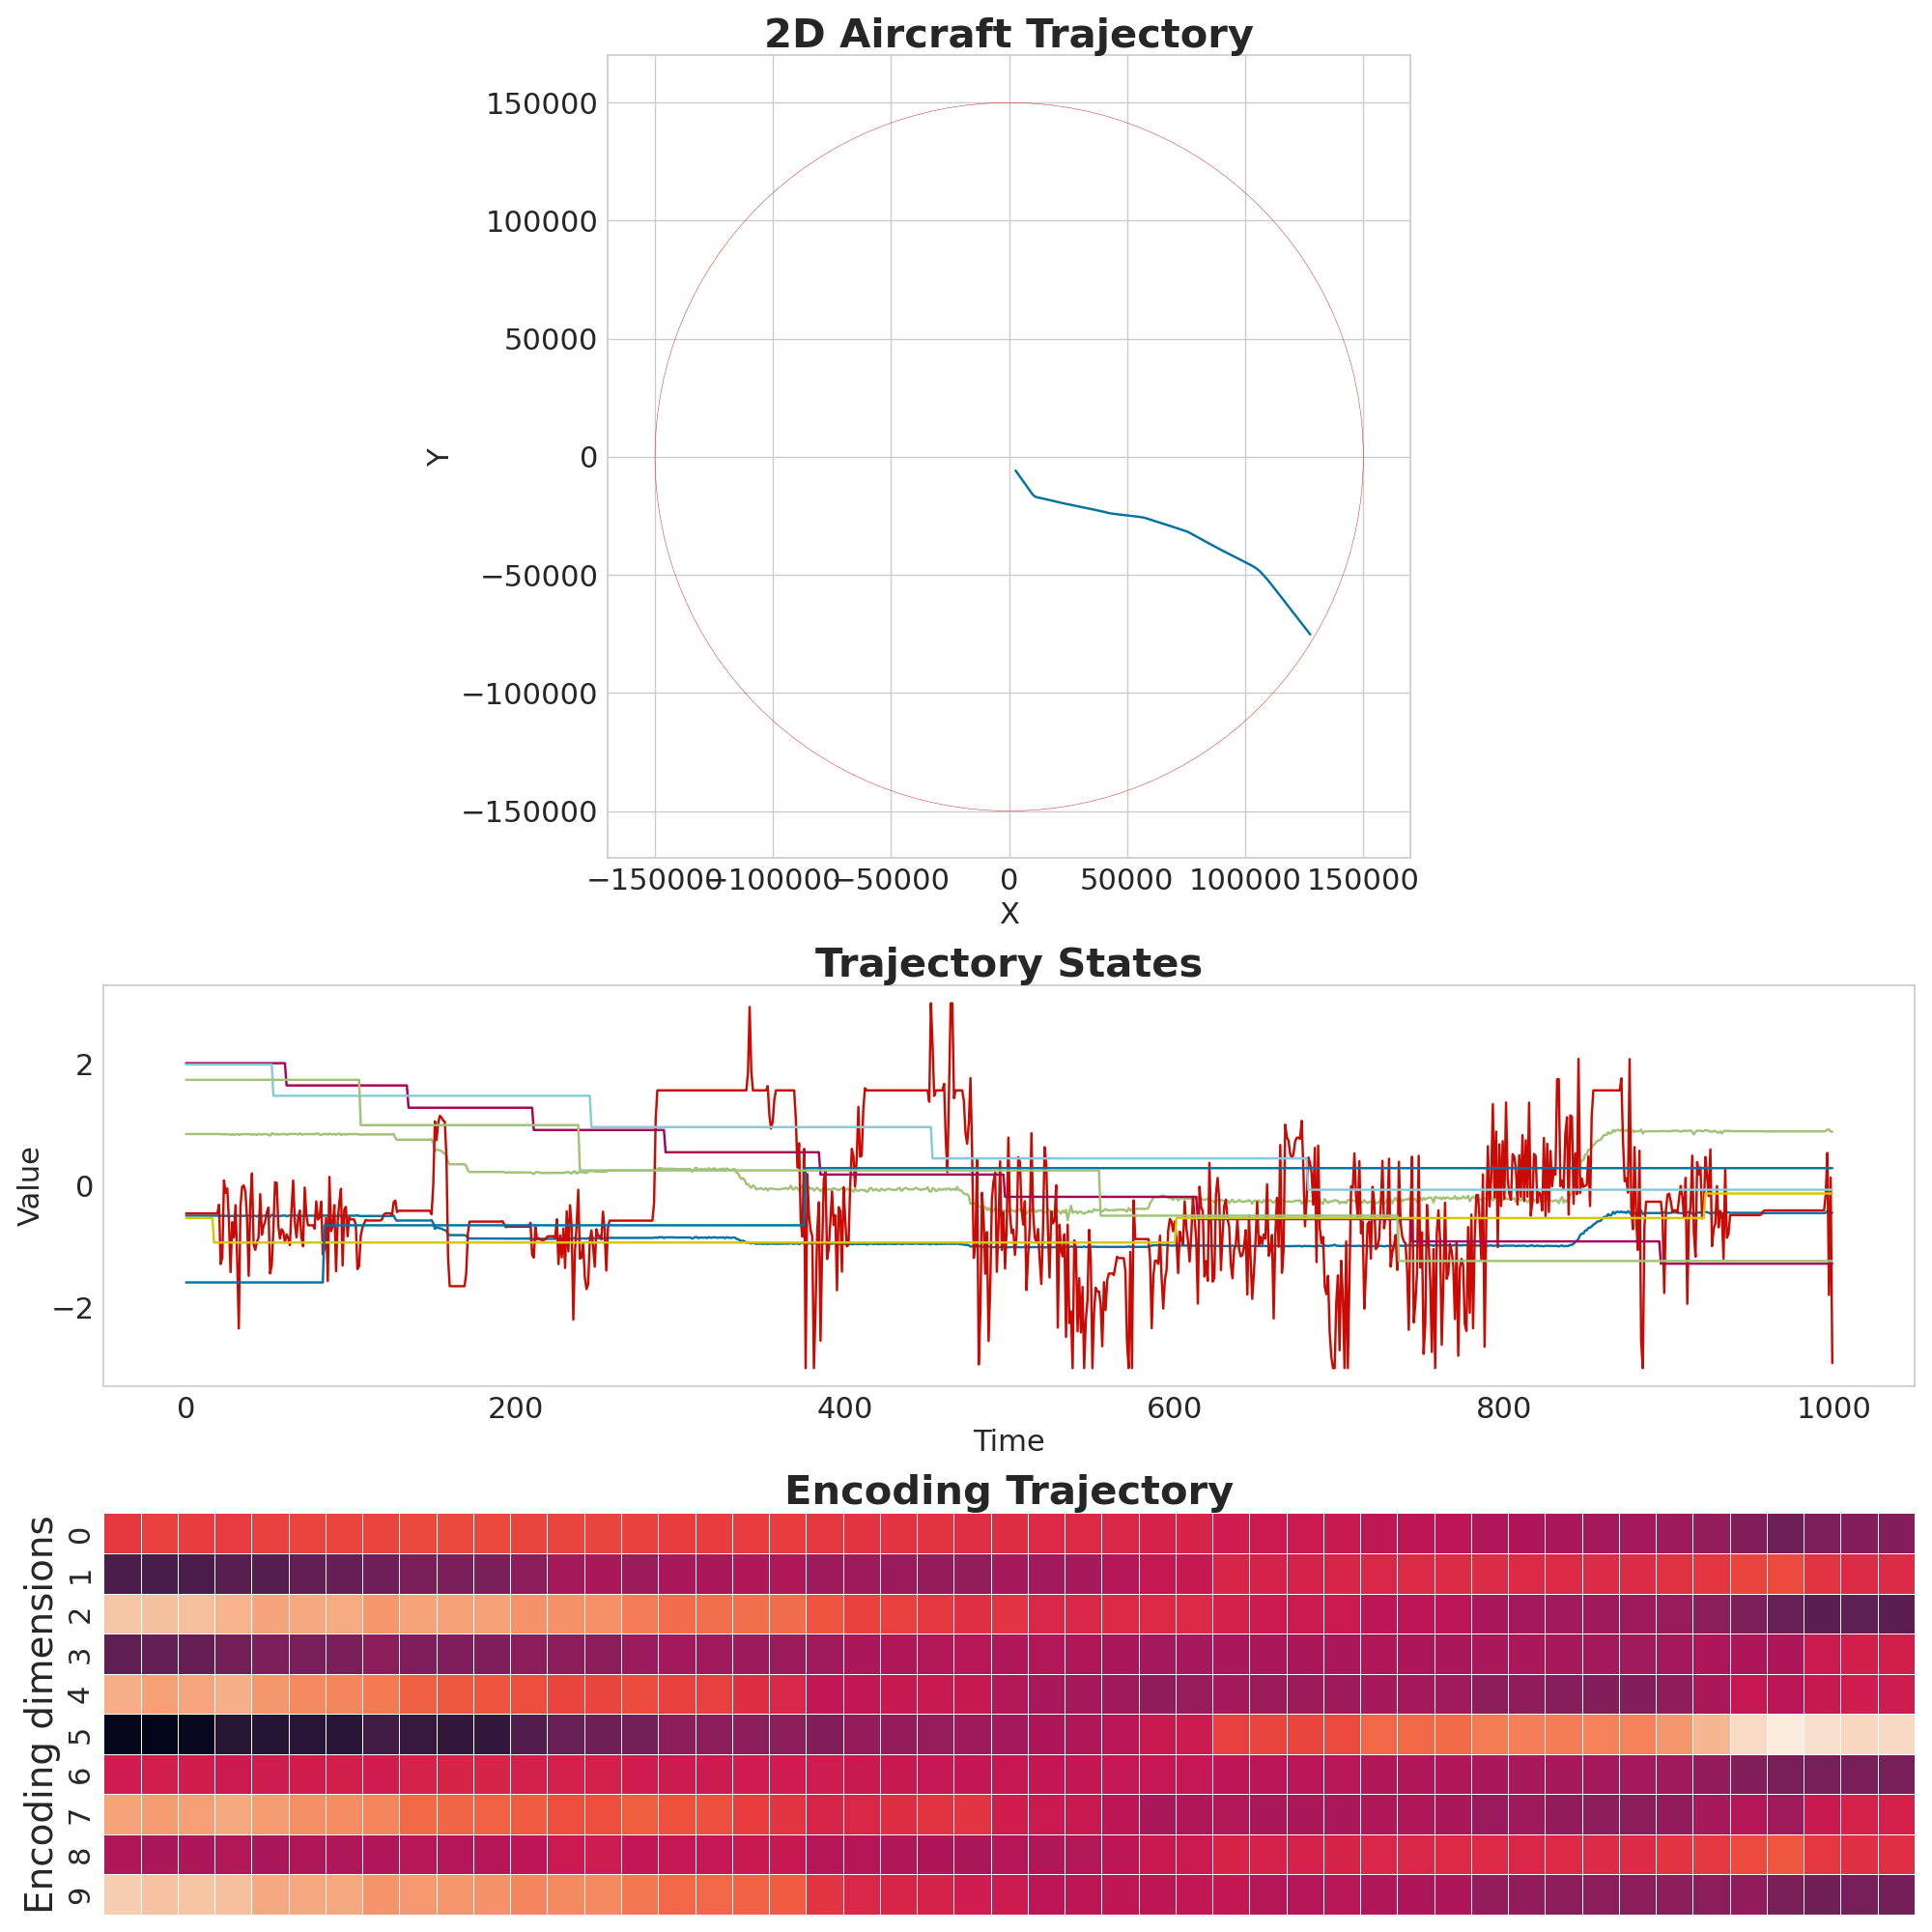 2D Aircraft Trajectory
150000
100000
50000
0
−50000
−100000
−150000
Y
−150000 −100000 −50000 0 50000 100000 150000
X
Trajectory States
2
0
−2
Value
0 200 400 600 800 1000
Time
Encoding Trajectory
Encoding dimensions
0
1
2
3
4
5
6
7
8
9